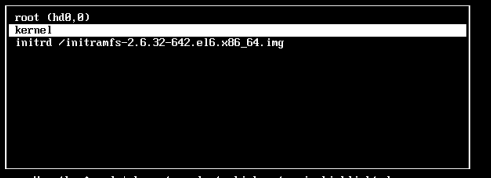 root (hd0,0)
kernel
initrd /initramfs-2.6.32-642.el6.x86_64.img